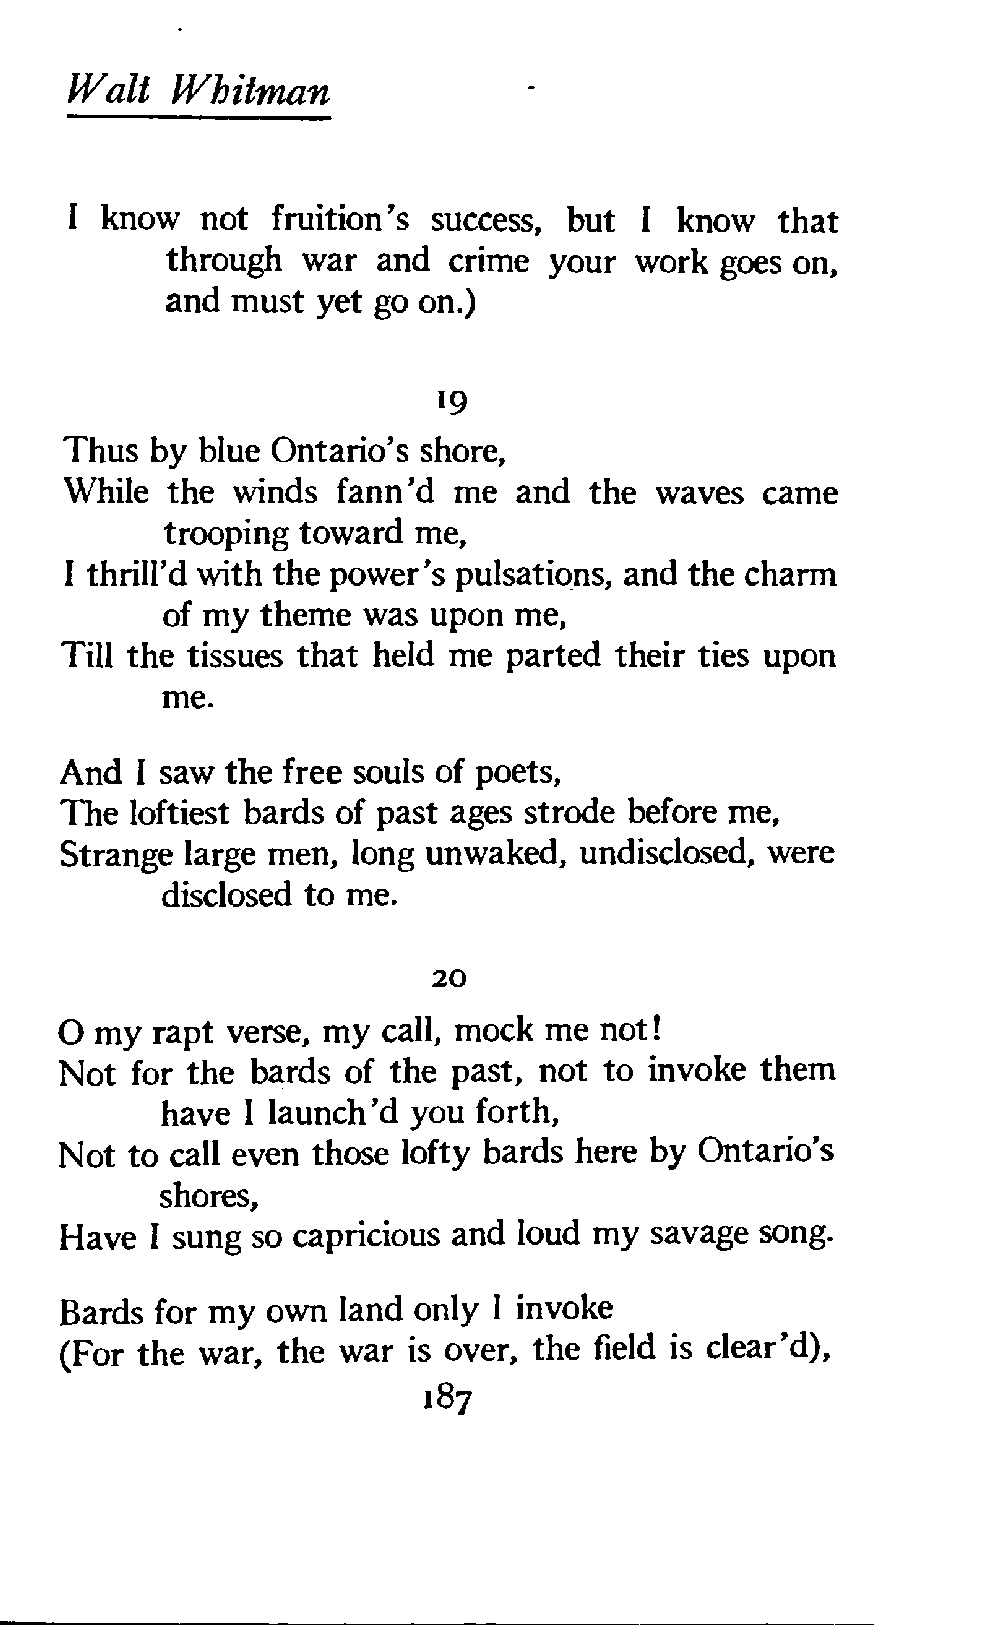 Walt Whitman
I know not fruition's success, but I know that
through war and crime your work goes on,
and must yet go on.)
19
Thus by blue Ontario's shore,
While the winds fann'd me and the waves came
trooping toward me,
I thrill'd with the power's pulsations, and the charm
of my theme was upon me,
Till the tissues that held me parted their ties upon
me.
And I saw the free souls of poets,
The loftiest bards of past ages strode before me,
Strange large men, long unwaked, undisclosed, were
disclosed to me.
20
O my rapt verse, my call, mock me not!
Not for the bards of the past, not to invoke them
have I launch'd you forth,
Not to call even those lofty bards here by Ontario's
shores,
Have I sung so capricious and loud my savage song.
Bards for my own land only I invoke
(For the war, the war is over, the field is clear'd),
187